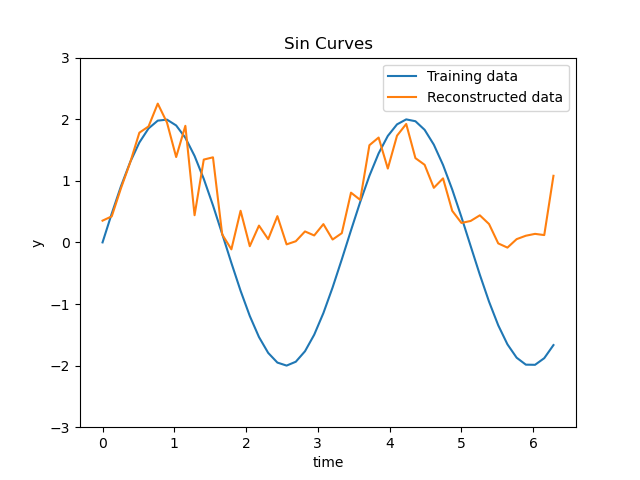 Sin Curves
Training data
Reconstructed data
3
2
1
0
−1
−2
−3
y
0 1 2 3 4 5 6
time